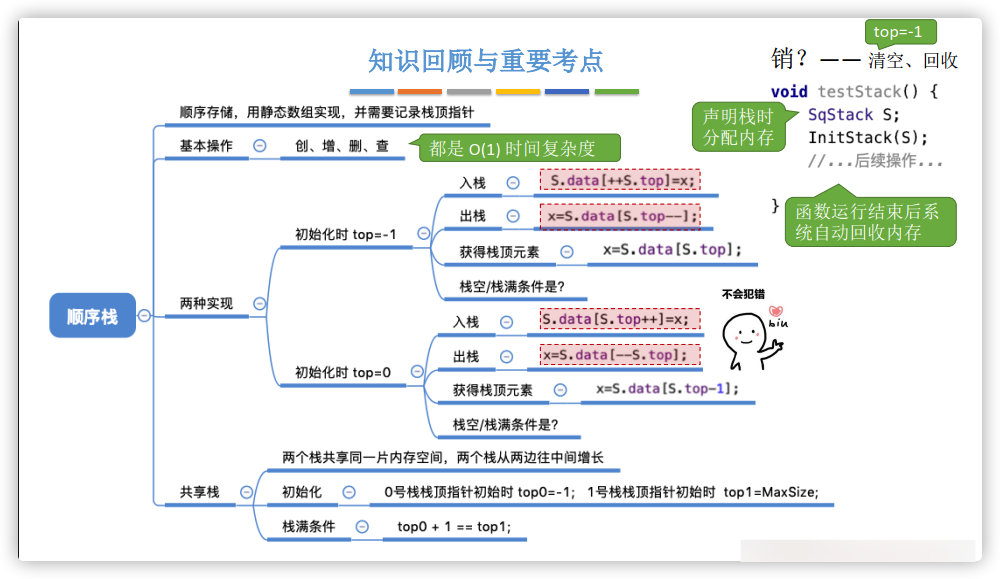 知识回顾与重要考点
top=-1
销？—— 清空、回收
void testStack() {
SqStack S;
InitStack(S);
//...后续操作...
}
声明栈时
分配内存
函数运行结束后系
统自动回收内存
顺序栈
顺序存储，用静态数组实现，并需要记录栈顶指针
基本操作
创、增、删、查
都是 O(1) 时间复杂度
两种实现
初始化时 top=-1
入栈
S.data[++S.top]=x;
出栈
x=S.data[S.top--];
获得栈顶元素
x=S.data[S.top];
栈空/栈满条件是?
初始化时 top=0
入栈
S.data[S.top++]=x;
出栈
x=S.data[--S.top];
获得栈顶元素
x=S.data[S.top-1];
栈空/栈满条件是?
不会犯错
biu
共享栈
两个栈共享同一片内存空间，两个栈从两边往中间增长
初始化
0号栈栈顶指针初始时 top0=-1； 1号栈栈顶指针初始时 top1=MaxSize;
栈满条件
top0 + 1 == top1;